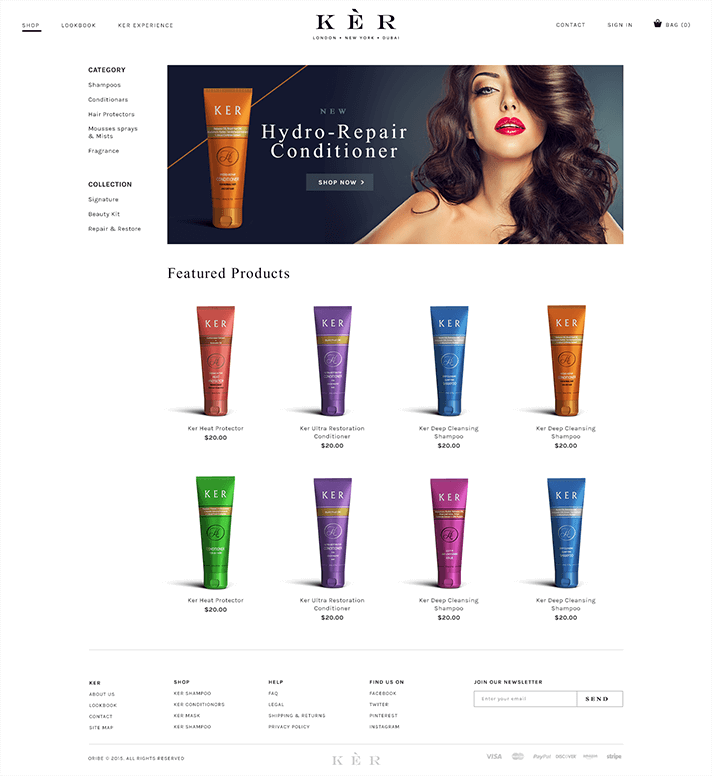 SHOP
LOOKBOOK
KER EXPERIENCE
KÈR
LONDON • NEW YORK • DUBAI
CONTACT
SIGN IN
BAG (0)
CATEGORY
Shampoos
Conditionars
Hair Protectors
Mousses sprays
& Mists
Fragrance
COLLECTION
Signature
Beauty Kit
Repair & Restore
KER
NEW
Hydro-Repair
Conditioner
SHOP NOW >
Featured Products
KER
KER
KER
KER
Ker Heat Protector
$20.00
Ker Ultra Restoration
Conditioner
$20.00
Ker Deep Cleansing
Shampoo
$20.00
Ker Deep Cleansing
Shampoo
$20.00
KER
KER
KER
KER
Ker Heat Protector
$20.00
Ker Ultra Restoration
Conditioner
$20.00
Ker Deep Cleansing
Shampoo
$20.00
Ker Deep Cleansing
Shampoo
$20.00
KER
ABOUT US
LOOKBOOK
CONTACT
SITE MAP
SHOP
KER SHAMPOO
KER CONDITIONORS
KER MASK
KER SHAMPOO
HELP
FAQ
LEGAL
SHIPPING & RETURNS
PRIVACY POLICY
FIND US ON
FACEBOOK
TWITER
PINTEREST
INSTAGRAM
JOIN OUR NEWSLETTER
Enter your email
SEND
ORIBE © 2015. ALL RIGHTS RESERVED
KÈR
VISA
PayPal
DISCOVER
amazon
stripe